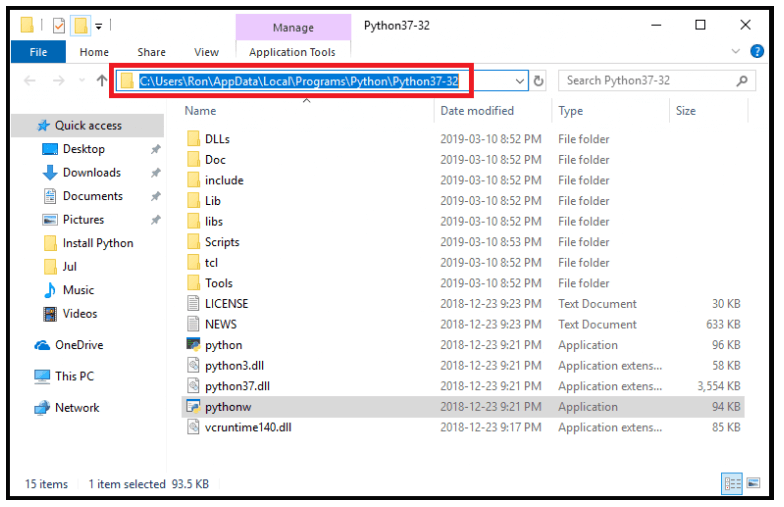 Manage Python37-32
File Home Share View Application Tools
C:\Users\Ron\AppData\Local\Programs\Python\Python37-32 Search Python37-32
Name Date modified Type Size
Quick access
Desktop
Downloads
Documents
Pictures
Install Python
Jul
Music
Videos
OneDrive
This PC
Network
DLLs 2019-03-10 8:52 PM File folder
Doc 2019-03-10 8:52 PM File folder
include 2019-03-10 8:52 PM File folder
Lib 2019-03-10 8:52 PM File folder
libs 2019-03-10 8:52 PM File folder
Scripts 2019-03-10 8:53 PM File folder
tcl 2019-03-10 8:52 PM File folder
Tools 2019-03-10 8:52 PM File folder
LICENSE 2018-12-23 9:23 PM Text Document 30 KB
NEWS 2018-12-23 9:23 PM Text Document 633 KB
python 2018-12-23 9:21 PM Application 96 KB
python3.dll 2018-12-23 9:21 PM Application extens... 58 KB
python37.dll 2018-12-23 9:21 PM Application extens... 3,554 KB
pythonw 2018-12-23 9:21 PM Application 94 KB
vcruntime140.dll 2018-12-23 9:17 PM Application extens... 85 KB
15 items 1 item selected 93.5 KB